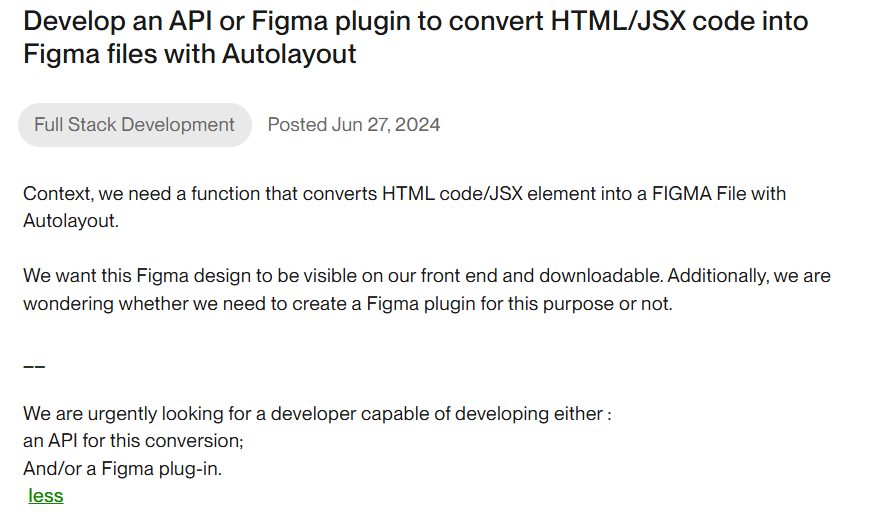 Develop an API or Figma plugin to convert HTML/JSX code into
Figma files with Autolayout
Full Stack Development Posted Jun 27, 2024
Context, we need a function that converts HTML code/JSX element into a FIGMA File with
Autolayout.
We want this Figma design to be visible on our front end and downloadable. Additionally, we are
wondering whether we need to create a Figma plugin for this purpose or not.
__
We are urgently looking for a developer capable of developing either :
an API for this conversion;
And/or a Figma plug-in.
less